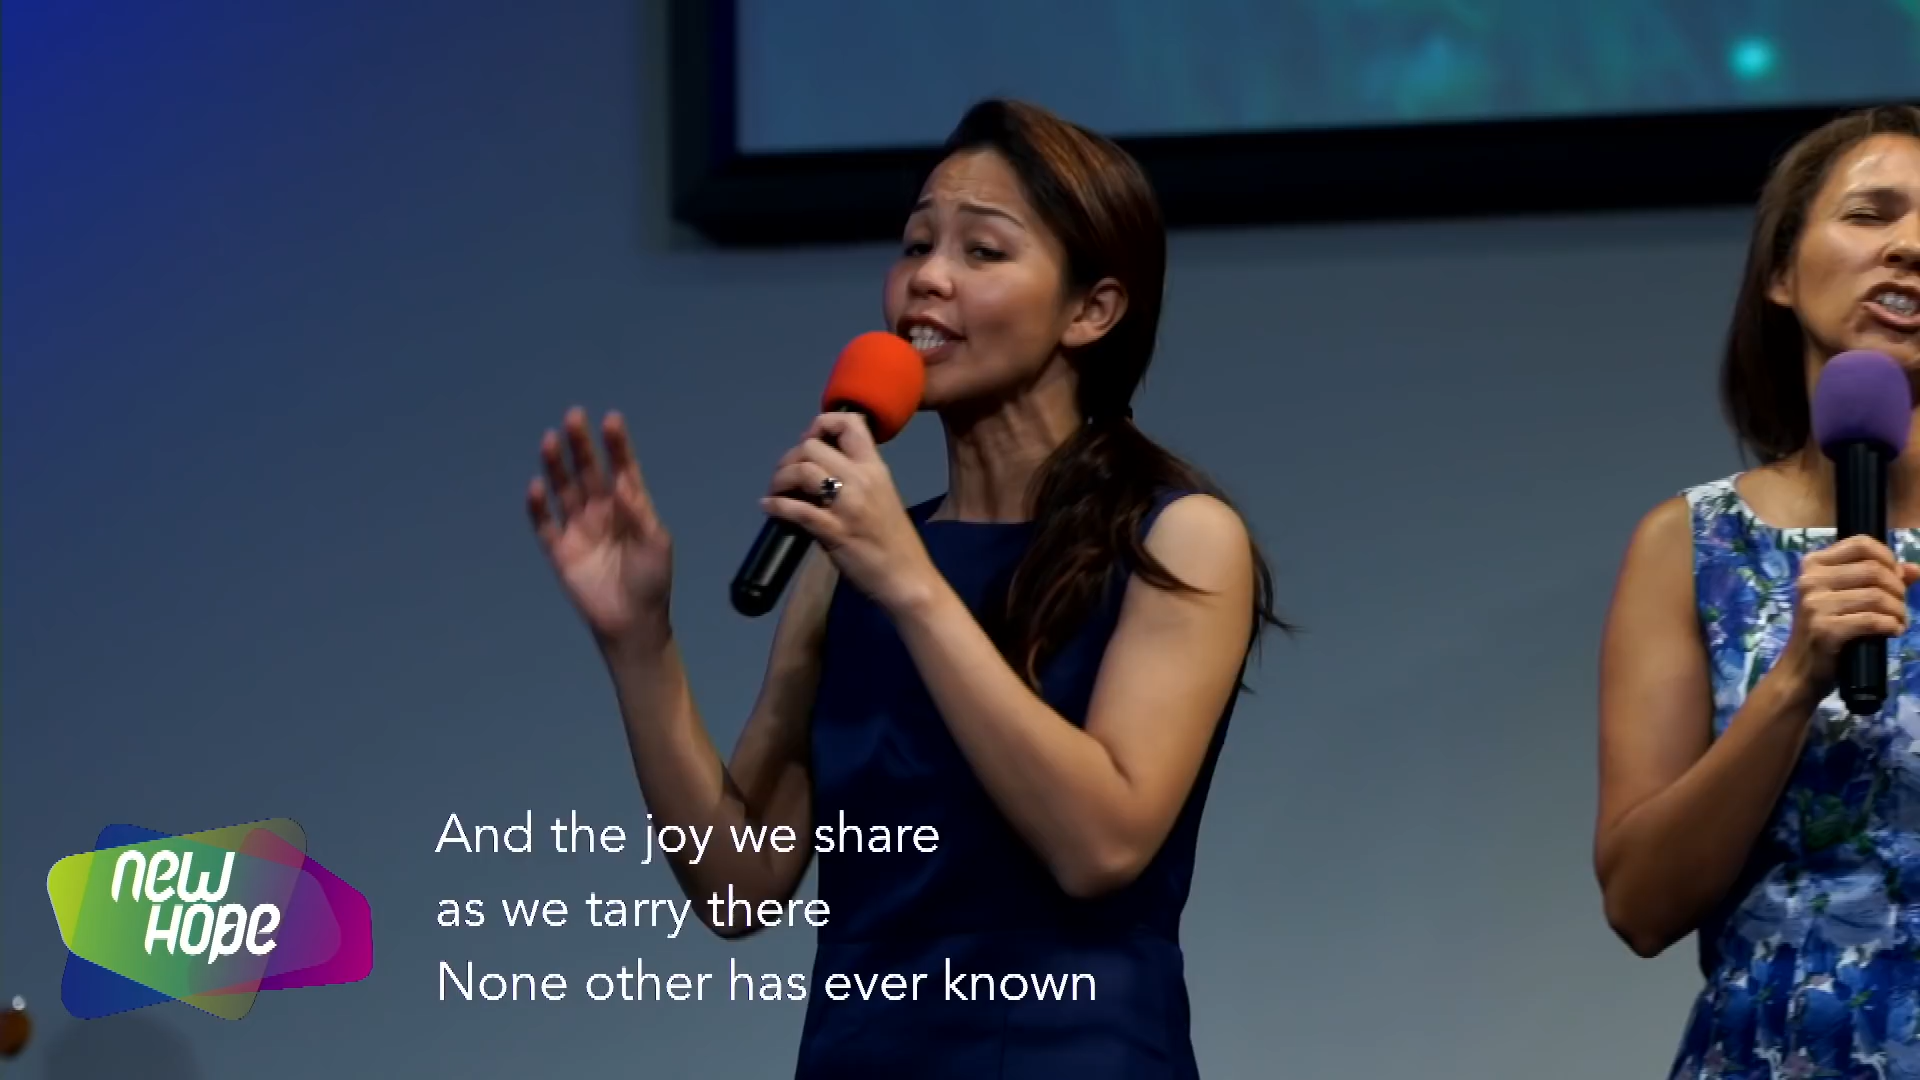 new
Hope
And the joy we share
as we tarry there
None other has ever known